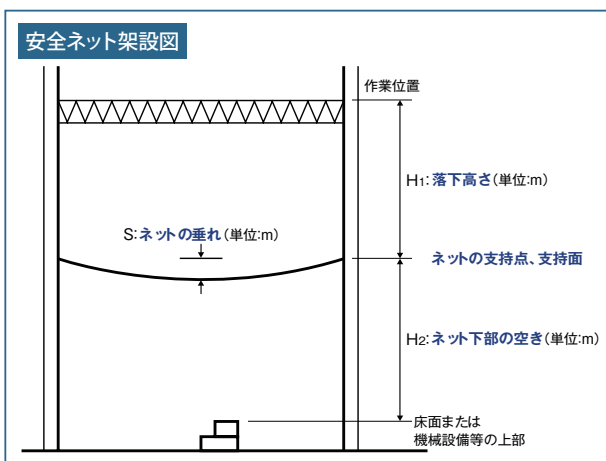 安全ネット架設図
作業位置
H1:落下高さ(単位:m)
S:ネットの垂れ(単位:m)
ネットの支持点、支持面
H2:ネット下部の空き(単位:m)
床面または
機械設備等の上部